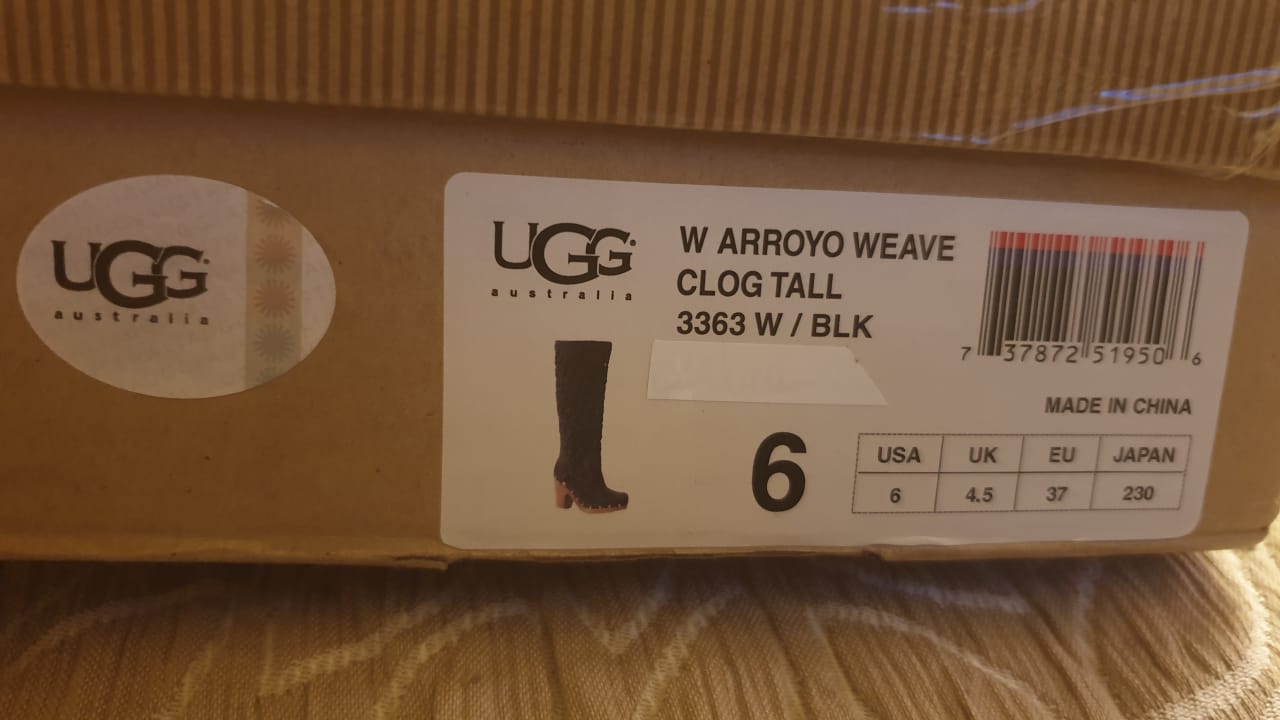 UGG
australia
UGG
australia
W ARROYO WEAVE
CLOG TALL
3363 W / BLK
7 37872 51950 6
MADE IN CHINA
6
USA UK EU JAPAN
6 4.5 37 230